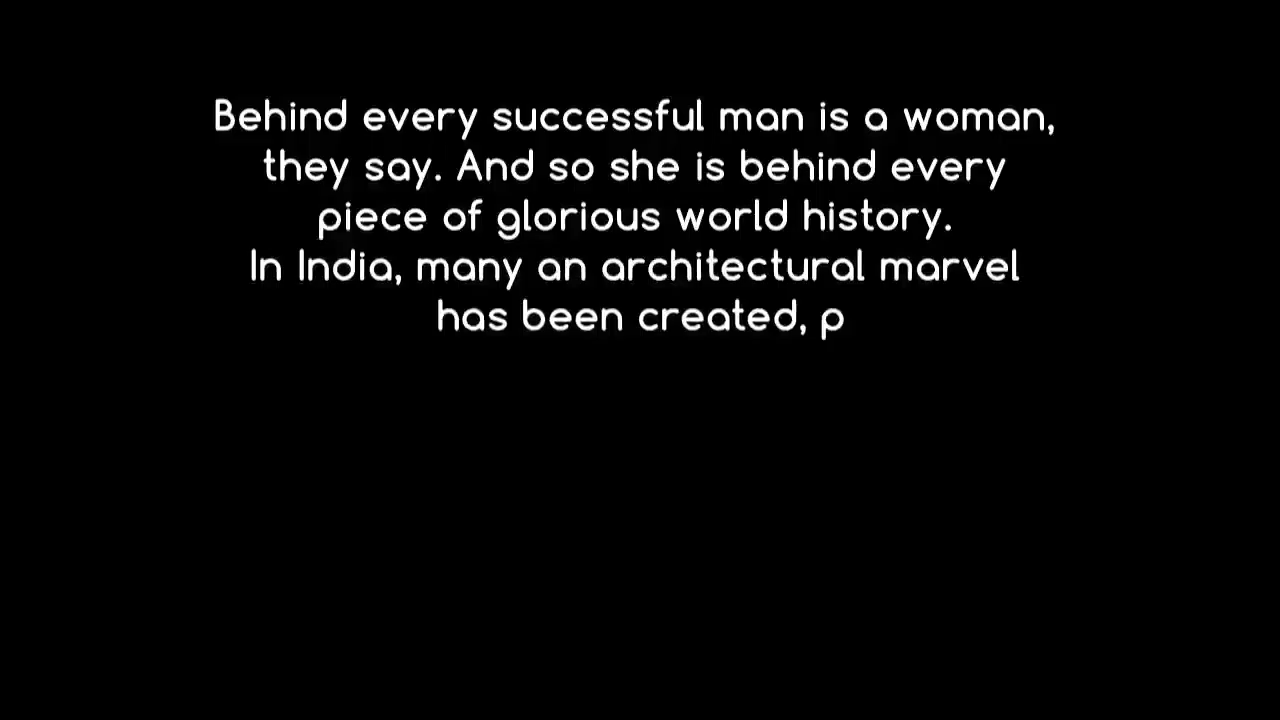 Behind every successful man is a woman,
they say. And so she is behind every
piece of glorious world history.
In India, many an architectural marvel
has been created, p